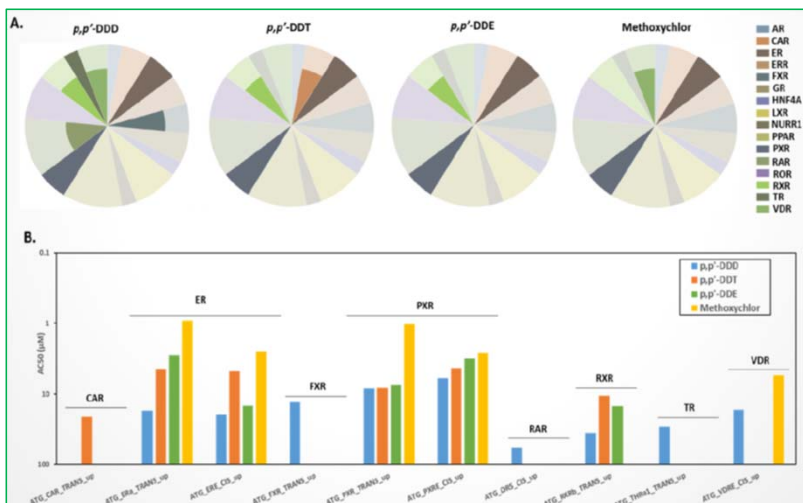 A.
p,p'-DDD
p,p'-DDT
p,p'-DDE
Methoxychlor
AR
CAR
ER
ERR
FXR
GR
HNF4A
LXR
NURR1
PPAR
PXR
RAR
ROR
RXR
TR
VDR
B.
AC50 (µM)
0.1
1
10
100
CAR
ER
FXR
PXR
RAR
RXR
TR
VDR
p,p'-DDD
p,p'-DDT
p,p'-DDE
Methoxychlor
ATG_CAR_TRANS_up
ATG_ERa_TRANS_up
ATG_ERE_CIS_up
ATG_FXR_TRANS_up
ATG_PXR_TRANS_up
ATG_PXRE_CIS_up
ATG_DR5_CIS_up
ATG_RXRb_TRANS_up
ATG_THRa1_TRANS_up
ATG_VDRE_CIS_up